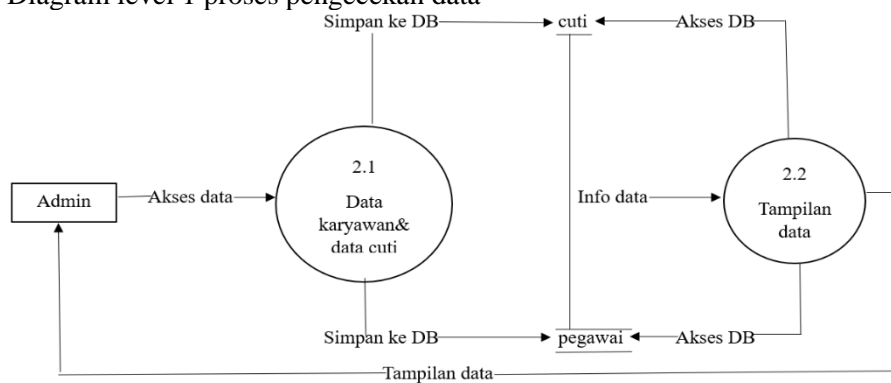 Diagram level 1 proses pengecekan data
Simpan ke DB
cuti
Akses DB
2.1
Data
karyawan&
data cuti
2.2
Tampilan
data
Admin
Akses data
Info data
Simpan ke DB
pegawai
Akses DB
Tampilan data